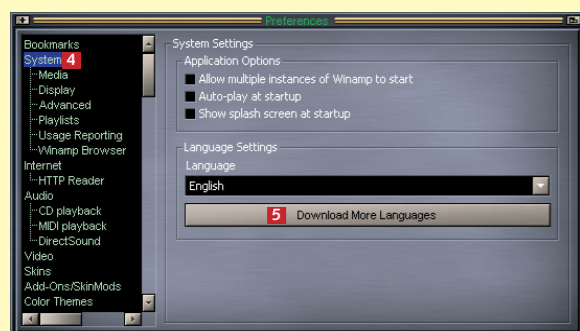 Preferences
Bookmarks
System 4
Media
Display
Advanced
Playlists
Usage Reporting
Winamp Browser
Internet
HTTP Reader
Audio
CD playback
MIDI playback
DirectSound
Video
Skins
Add-Ons/SkinMods
Color Themes
System Settings
Application Options
Allow multiple instances of Winamp to start
Auto-play at startup
Show splash screen at startup
Language Settings
Language
English
5 Download More Languages